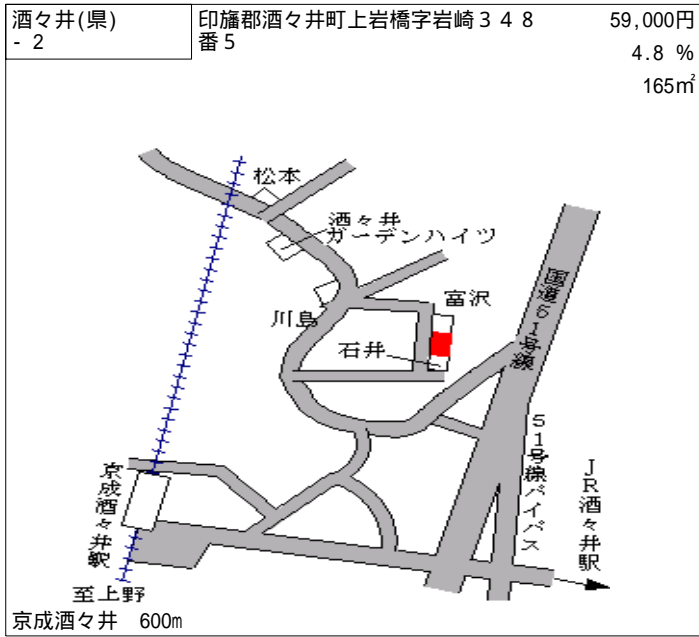 酒々井(県)
- 2
印旛郡酒々井町上岩橋字岩崎３４８
番５
59,000円
4.8 %
165㎡
松本
酒々井
ガーデンハイツ
川島
富沢
石井
国道５１号線
５１号線バイパス
京成酒々井駅
ＪＲ酒々井駅
至上野
京成酒々井　600m